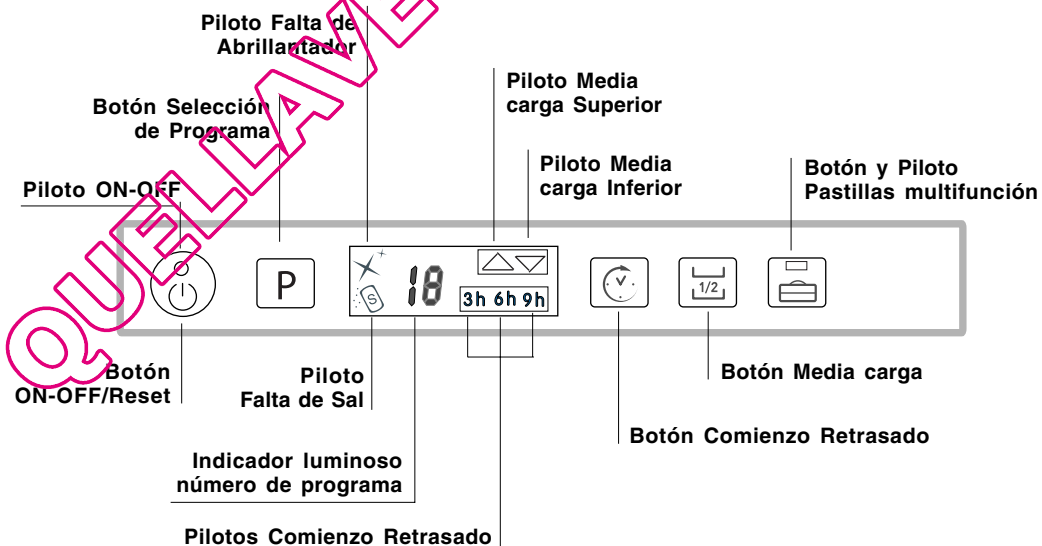 Piloto Falta de
Abrillantador
Piloto Media
carga Superior
Botón Selección
de Programa
Piloto Media
carga Inferior
Botón y Piloto
Pastillas multifunción
Piloto ON-OFF
P
S
18
3h 6h 9h
1/2
Botón
ON-OFF/Reset
Piloto
Falta de Sal
Botón Media carga
Botón Comienzo Retrasado
Indicador luminoso
número de programa
Pilotos Comienzo Retrasado
QUELLAVE